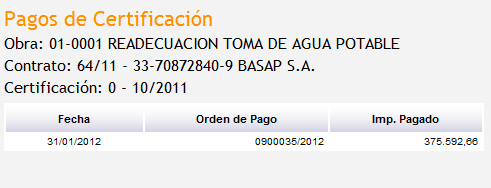 Pagos de Certificación
Obra: 01-0001 READECUACION TOMA DE AGUA POTABLE
Contrato: 64/11 - 33-70872840-9 BASAP S.A.
Certificación: 0 - 10/2011
Fecha Orden de Pago Imp. Pagado
31/01/2012 0900035/2012 375.592,66